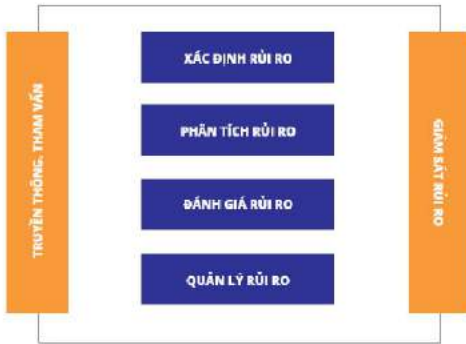 TRUYỀN THÔNG, THAM VẤN
XÁC ĐỊNH RỦI RO
PHÂN TÍCH RỦI RO
ĐÁNH GIÁ RỦI RO
QUẢN LÝ RỦI RO
GIÁM SÁT RỦI RO